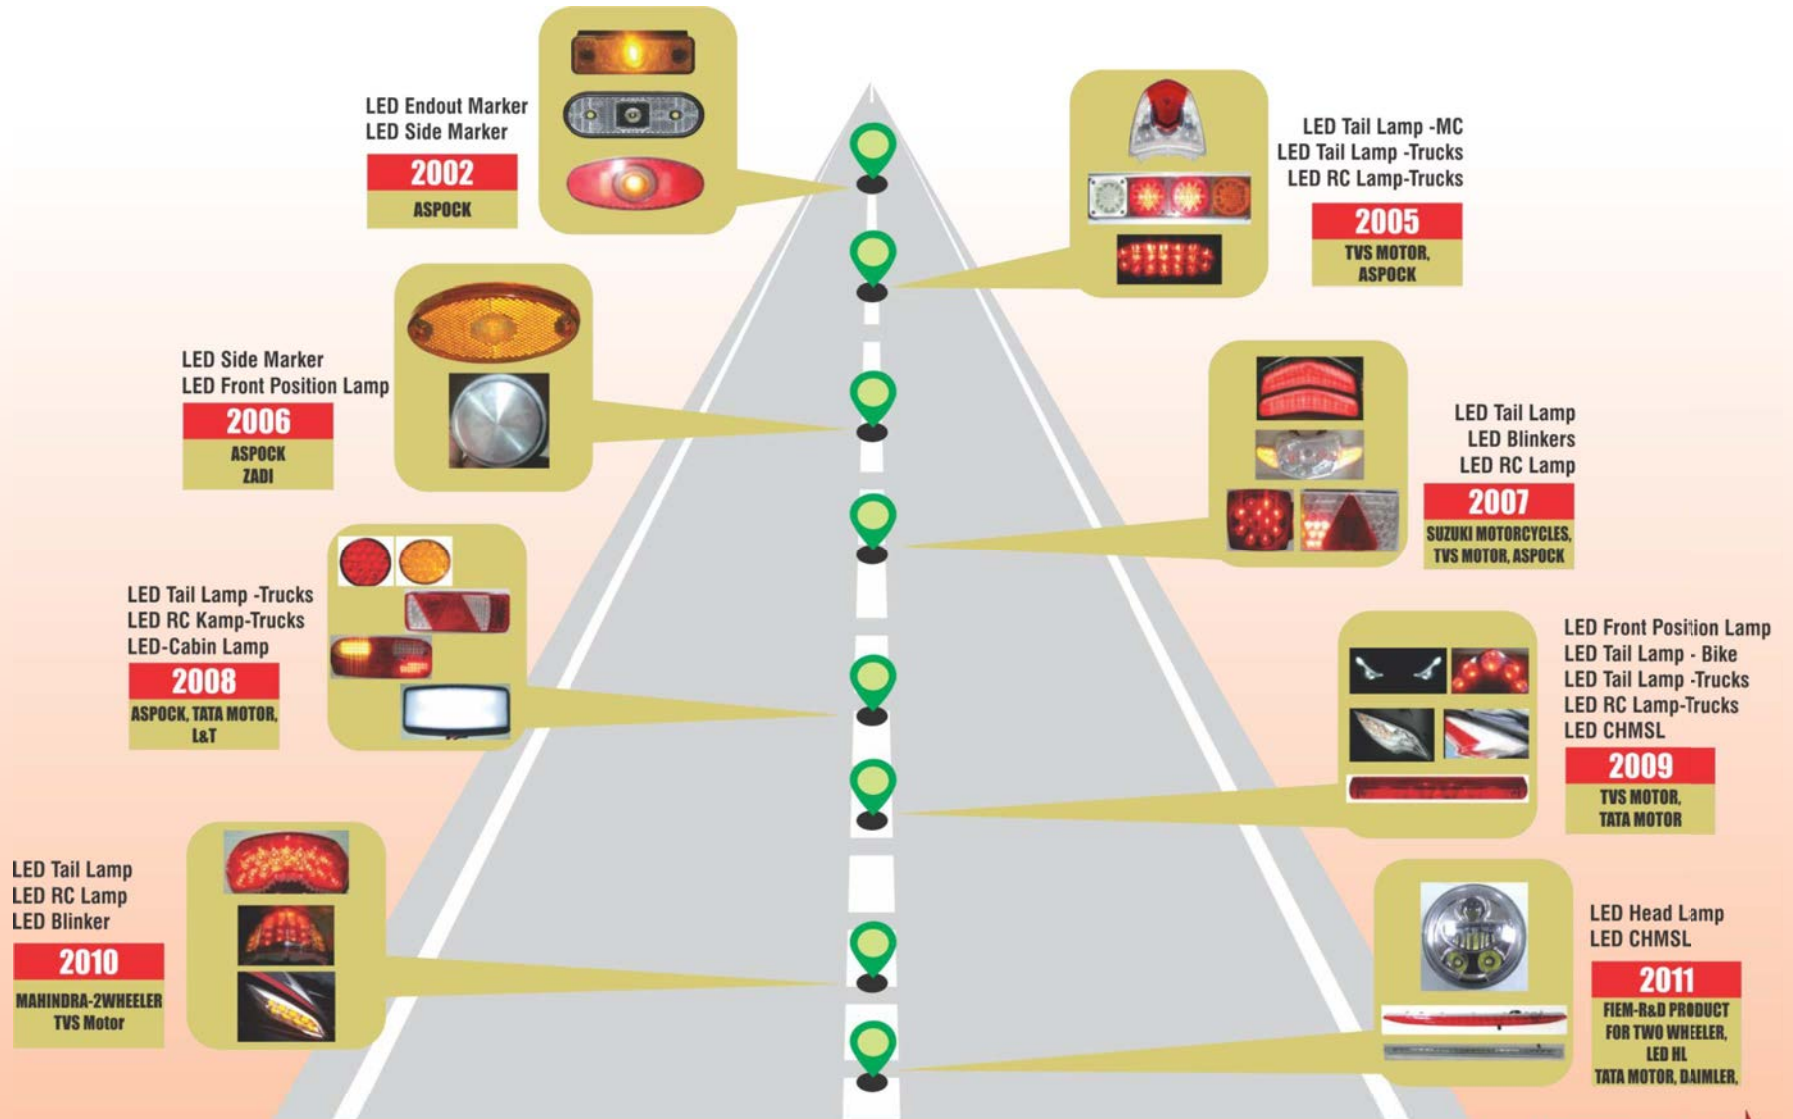 LED Endout Marker
LED Side Marker
2002
ASPOCK
LED Tail Lamp -MC
LED Tail Lamp -Trucks
LED RC Lamp-Trucks
2005
TVS MOTOR,
ASPOCK
LED Side Marker
LED Front Position Lamp
2006
ASPOCK
ZADI
LED Tail Lamp
LED Blinkers
LED RC Lamp
2007
SUZUKI MOTORCYCLES,
TVS MOTOR, ASPOCK
LED Tail Lamp -Trucks
LED RC Kamp-Trucks
LED-Cabin Lamp
2008
ASPOCK, TATA MOTOR,
L&T
LED Front Position Lamp
LED Tail Lamp - Bike
LED Tail Lamp -Trucks
LED RC Lamp-Trucks
LED CHMSL
2009
TVS MOTOR,
TATA MOTOR
LED Tail Lamp
LED RC Lamp
LED Blinker
2010
MAHINDRA-2WHEELER
TVS Motor
LED Head Lamp
LED CHMSL
2011
FIEM-R&D PRODUCT
FOR TWO WHEELER,
LED HL
TATA MOTOR, DAIMLER,